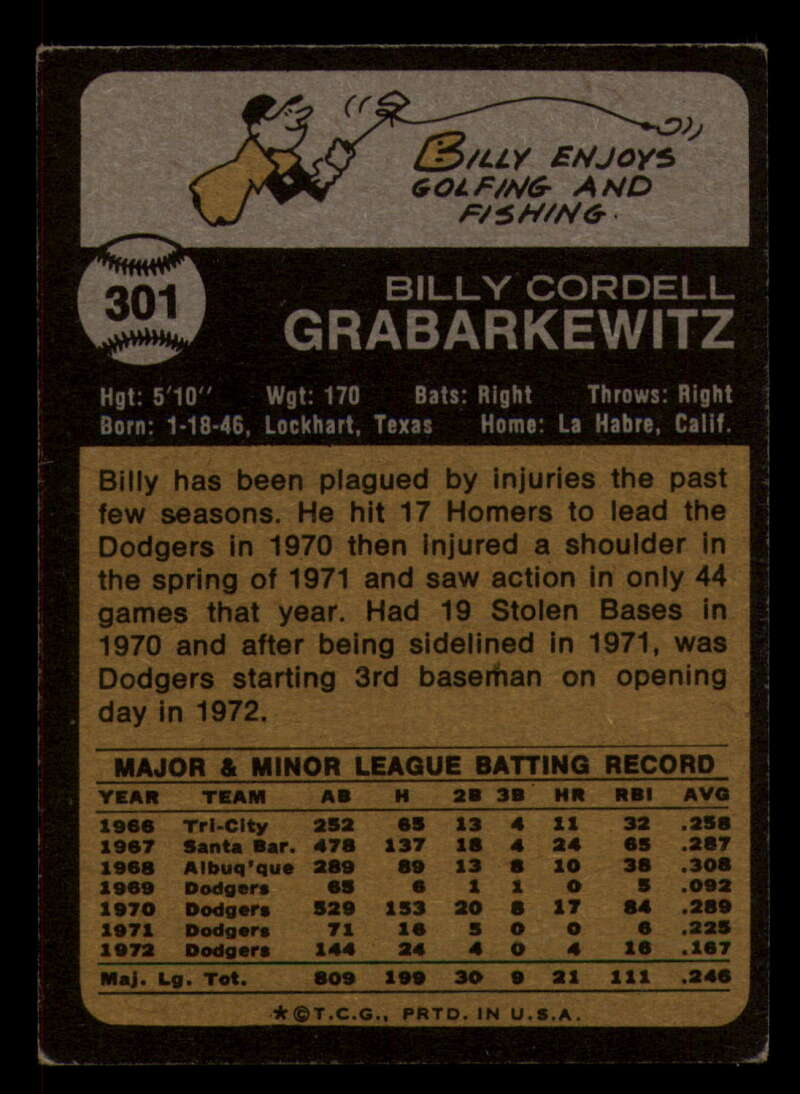 BILLY ENJOYS
GOLFING AND
FISHING.
301
BILLY CORDELL
GRABARKEWITZ
Hgt: 5'10" Wgt: 170 Bats: Right Throws: Right
Born: 1-18-46, Lockhart, Texas Home: La Habre, Calif.
Billy has been plagued by injuries the past
few seasons. He hit 17 Homers to lead the
Dodgers in 1970 then injured a shoulder in
the spring of 1971 and saw action in only 44
games that year. Had 19 Stolen Bases in
1970 and after being sidelined in 1971, was
Dodgers starting 3rd baseman on opening
day in 1972.
MAJOR & MINOR LEAGUE BATTING RECORD
YEAR TEAM AB H 2B 3B HR RBI AVG
1966 Tri-City 252 65 13 4 11 32 .258
1967 Santa Bar. 478 137 18 4 24 65 .287
1968 Albuq'que 289 89 13 8 10 38 .308
1969 Dodgers 65 6 1 1 0 5 .092
1970 Dodgers 529 153 20 8 17 84 .289
1971 Dodgers 71 16 5 0 0 6 .225
1972 Dodgers 144 24 4 0 4 16 .167
Maj. Lg. Tot. 809 199 30 9 21 111 .246
*©T.C.G., PRTD. IN U.S.A.